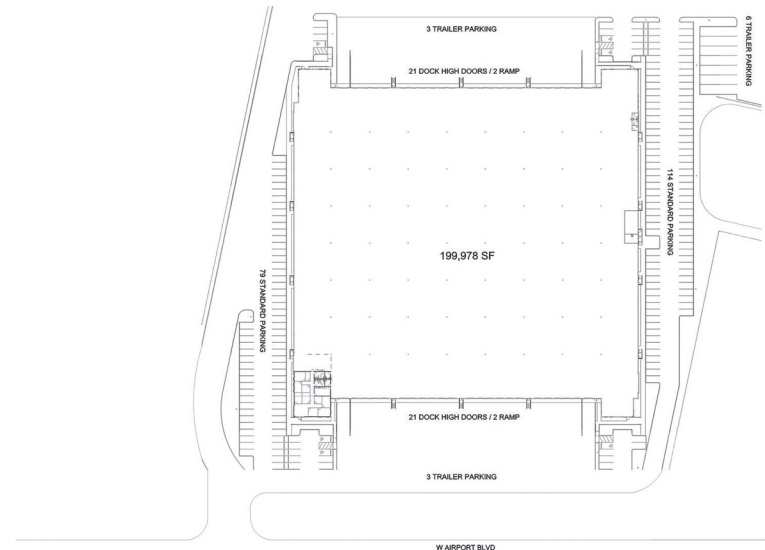 3 TRAILER PARKING
6 TRAILER PARKING
21 DOCK HIGH DOORS / 2 RAMP
114 STANDARD PARKING
199,978 SF
79 STANDARD PARKING
21 DOCK HIGH DOORS / 2 RAMP
3 TRAILER PARKING
W AIRPORT BLVD